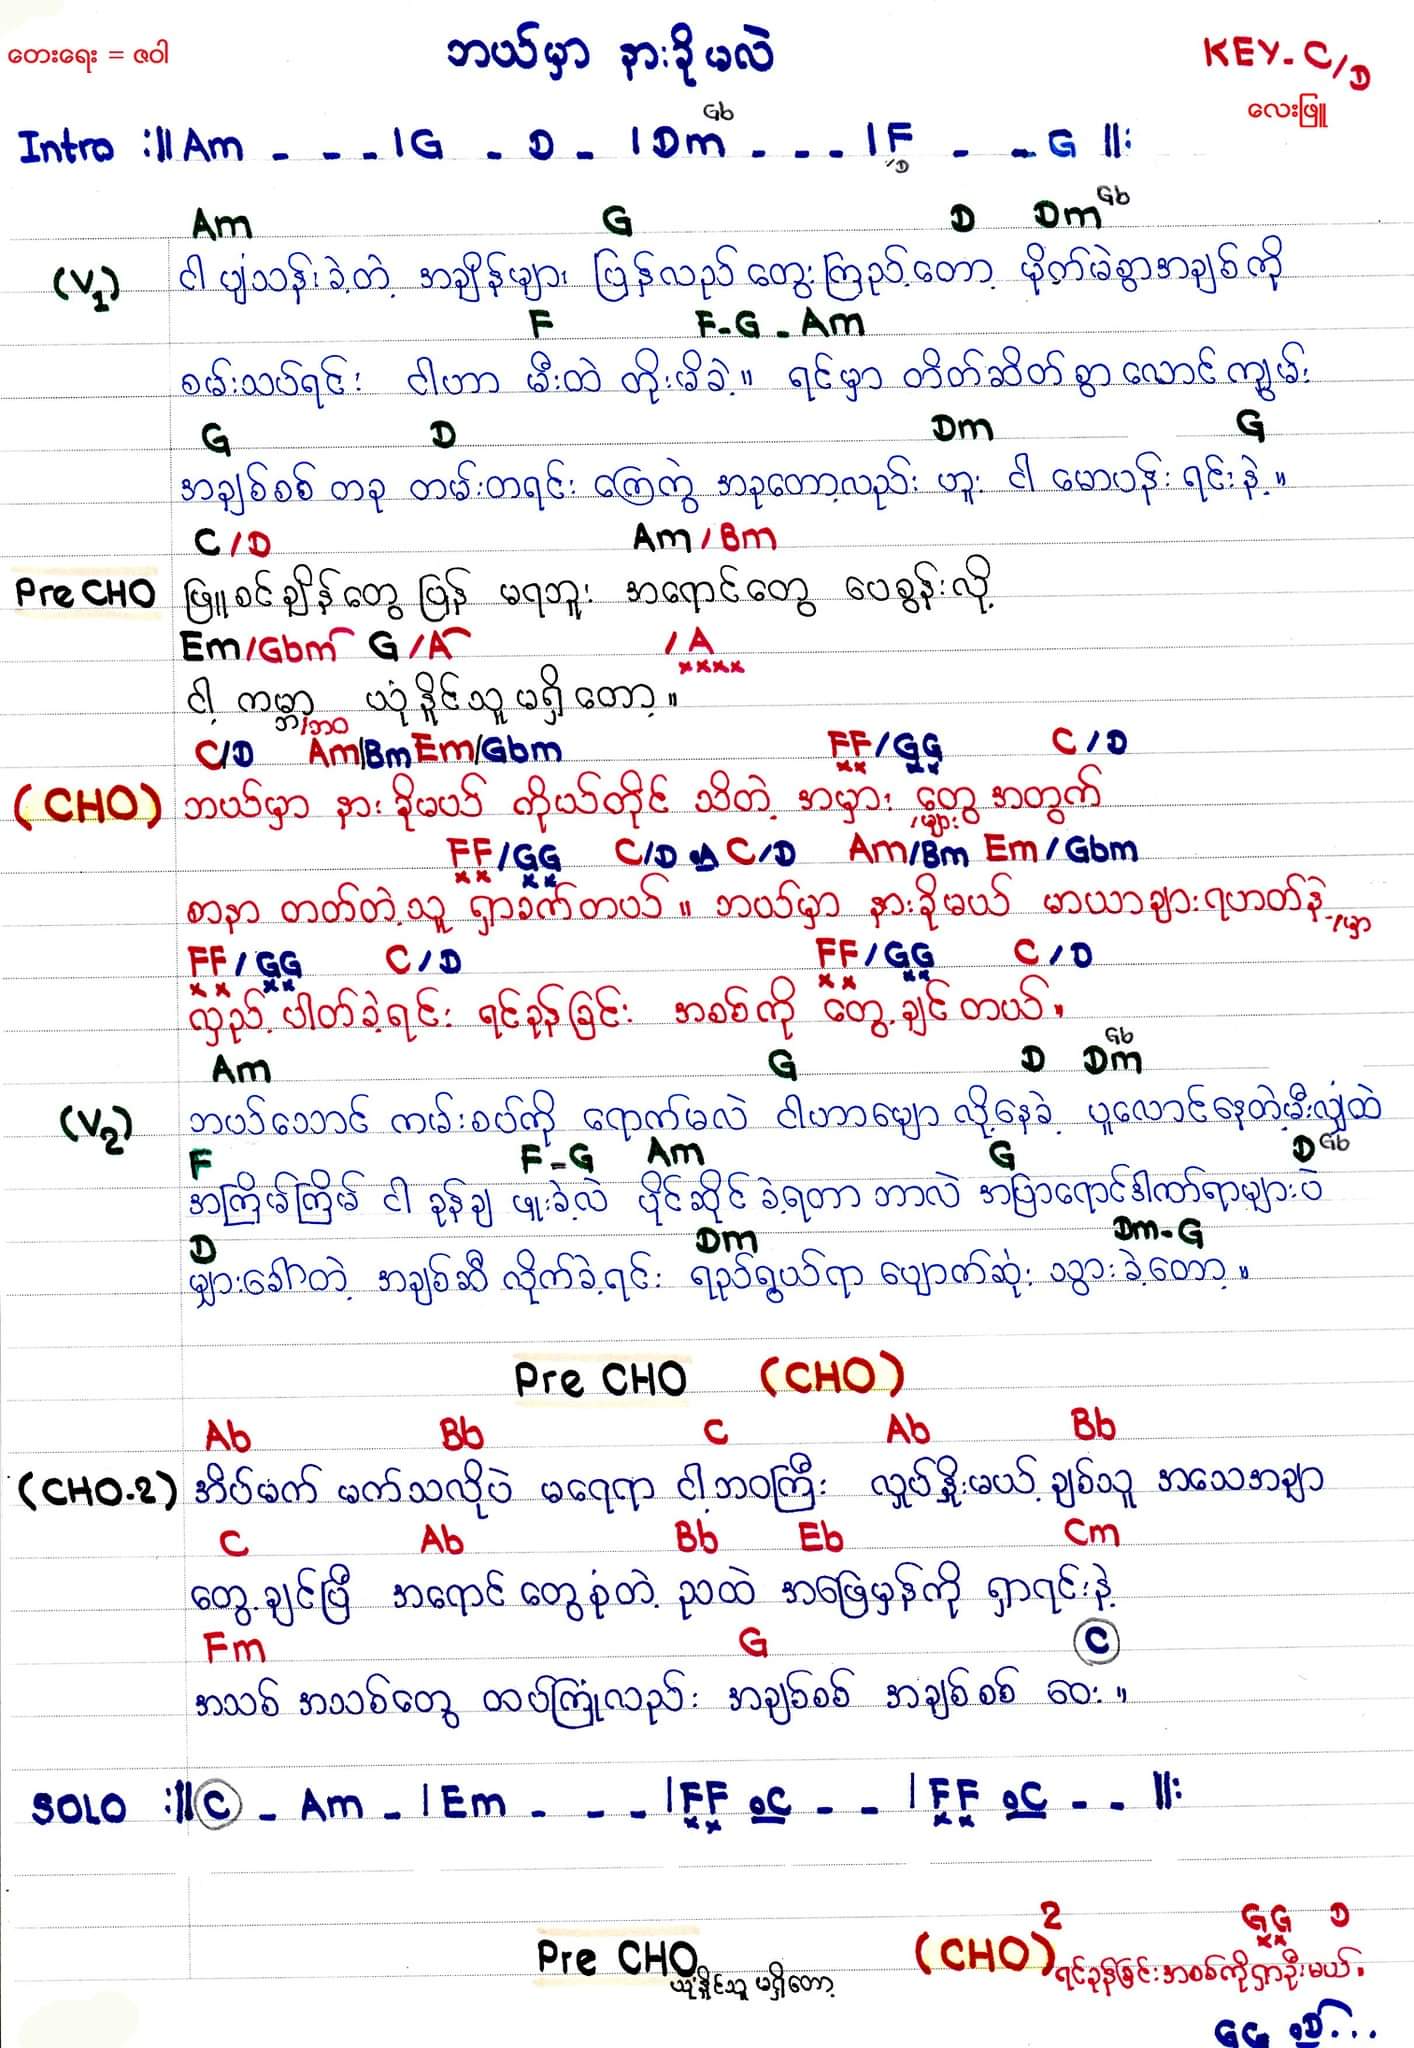 တေးရေး = ဇဝါ
ဘယ်မှာ နားခိုမလဲ
KEY - C/D
လေးဖြူ
Gb
Intro :||Am - - - |G - D - |Dm - - - |F - - G ||:
/D
Am G D Dm Gb
(V1) ငါ ပျံသန်းခဲ့တဲ့ အချိန်များ ပြန်လည်တွေးကြည့်တော့ မိုက်မဲစွာအချစ်ကို
F F-G-Am
စမ်းသပ်ရင်း ငါဟာ မီးထဲ တိုးမိခဲ့။ ရင်မှာ တိတ်ဆိတ်စွာ လောင်ကျွမ်း
G D Dm G
အချစ်စစ် တခု တမ်းတရင်း ကြေကွဲ အခုတော့လည်း ဟူး ငါ မောပန်းရင်းနဲ့။
C/D Am/Bm
Pre CHO ဖြူစင်ချိန်တွေ ပြန် မရဘူး အရောင်တွေ ပေစွန်းလို့
Em/Gbm G/A /A
xxxx
ငါ့ ကမ္ဘာ ယုံနိုင်သူ မရှိတော့။
/ဘဝ
C/D Am/Bm Em/Gbm FF/GG C/D
(CHO) ဘယ်မှာ နားခိုမယ် ကိုယ်တိုင် သိတဲ့ အမှား တွေ အတွက်
/များ
FF/GG C/D C/D Am/Bm Em/Gbm
စာနာ တတ်တဲ့သူ ရှာခက်တယ်။ ဘယ်မှာ နားခိုမယ် မာယာချားရဟတ်နဲ့ -/မှာ
FF/GG C/D FF/GG C/D
လှည့်ပါတ်ခဲ့ရင်း ရင်ခုန်ခြင်း အစစ်ကို တွေ့ချင်တယ်။
Am G D Dm Gb
(V2) ဘယ်သောင် ကမ်းစပ်ကို ရောက်မလဲ ငါဟာမျော လို့နေခဲ့ ပူလောင်နေတဲ့မီးလျှံထဲ
F F-G Am G D Gb
အကြိမ်ကြိမ် ငါ ခုန်ချ ဖူးခဲ့လဲ ပိုင်ဆိုင် ခဲ့ရတာ ဘာလဲ အပြာရောင်ဒါဏ်ရာများပဲ
D Dm Dm-G
မျှားခေါ်တဲ့ အချစ်ဆီ လိုက်ခဲ့ရင်း ရည်ရွယ်ရာ ပျောက်ဆုံး သွားခဲ့တော့။
Pre CHO (CHO)
Ab Bb C Ab Bb
(CHO-2) အိပ်မက် မက်သလိုပဲ မရေရာ ငါ့ဘဝကြီး လှုပ်နှိုးမယ့် ချစ်သူ အသေအချာ
C Ab Bb Eb Cm
တွေ့ချင်ပြီ အရောင် တွေစုံတဲ့ ညထဲ အဖြေမှန်ကို ရှာရင်းနဲ့
Fm G C
အသစ် အသစ်တွေ ထပ်ကြုံလည်း အချစ်စစ် အချစ်စစ် ဝေး။
SOLO :||C - Am - |Em - - - |FF C - - |FF C - - ||:
Pre CHO ယုံနိုင်သူ မရှိတော့
(CHO)2 GG D
ရင်ခုန်ခြင်းအစစ်ကိုရှာဦးမယ်.
GG D...